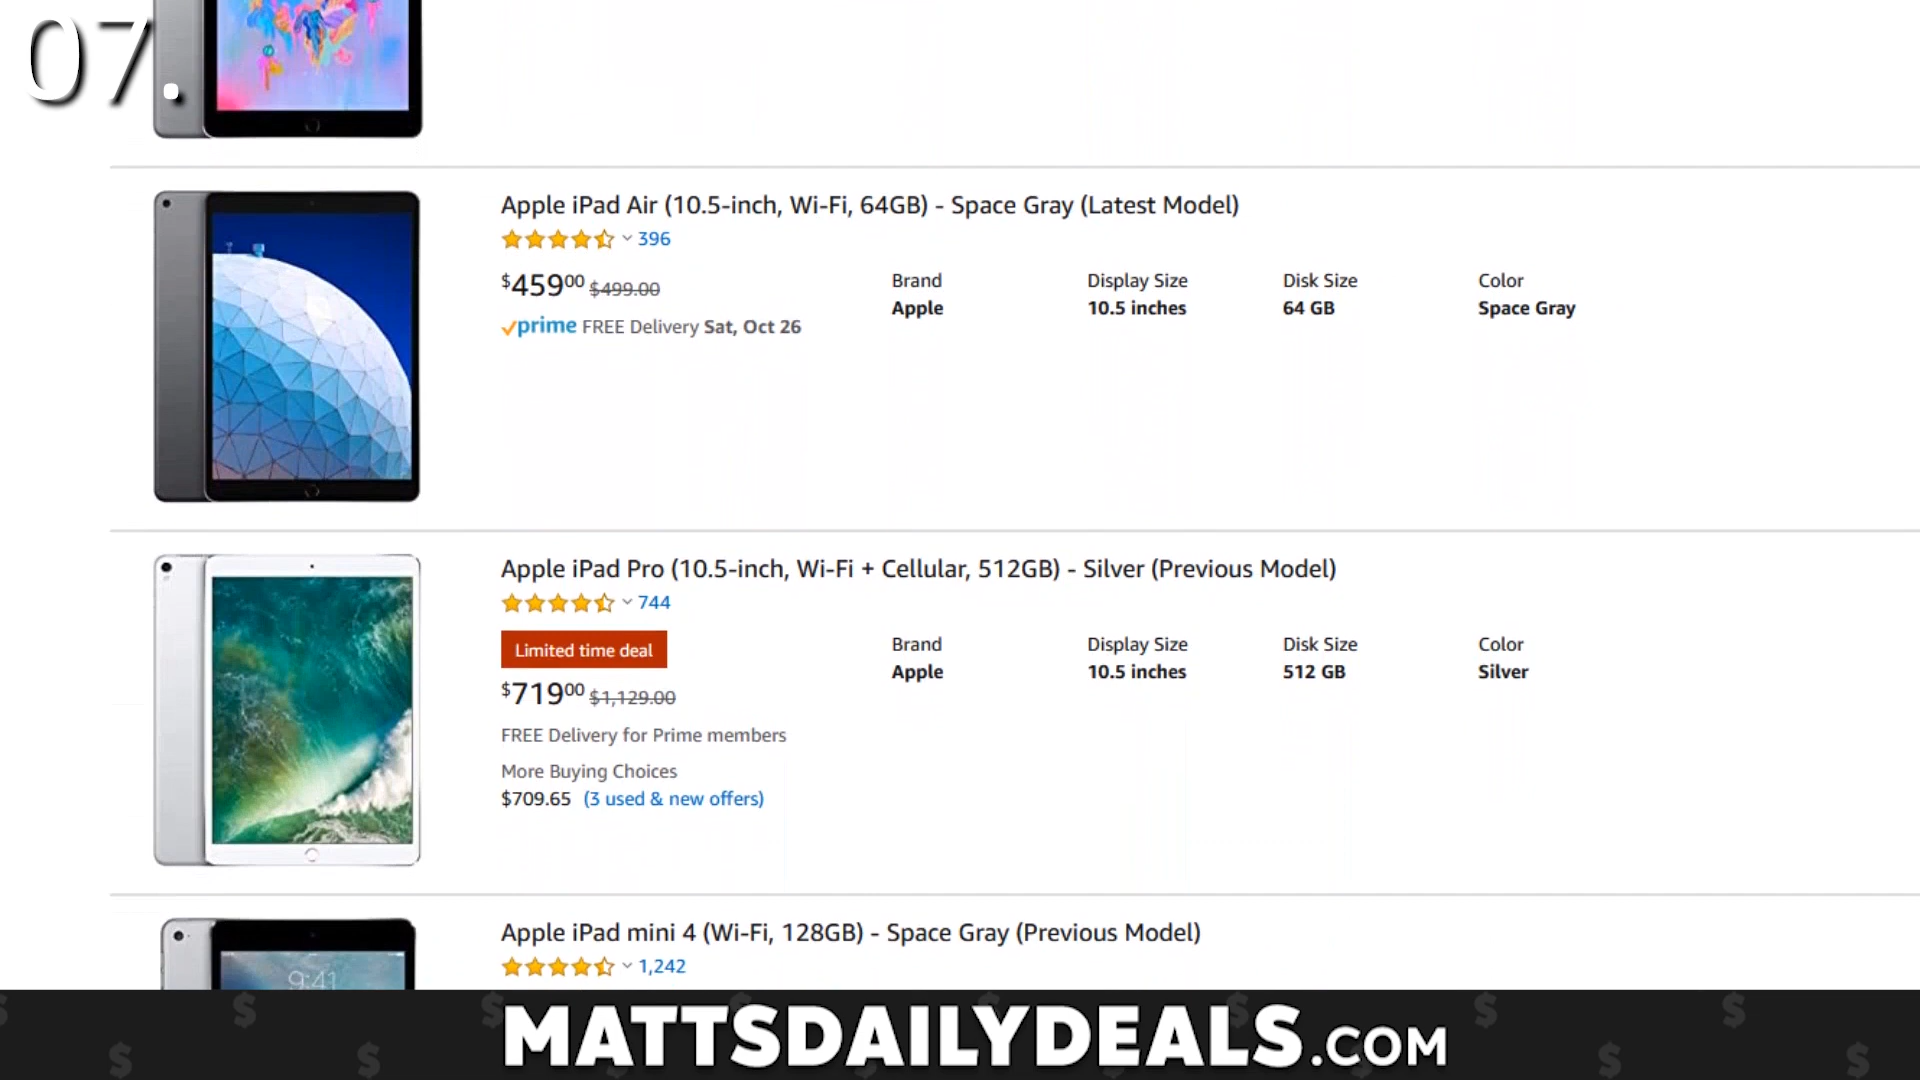 07.
Apple iPad Air (10.5-inch, Wi-Fi, 64GB) - Space Gray (Latest Model)
396
$459.00 $499.00
Brand Display Size Disk Size Color
Apple 10.5 inches 64 GB Space Gray
prime FREE Delivery Sat, Oct 26
Apple iPad Pro (10.5-inch, Wi-Fi + Cellular, 512GB) - Silver (Previous Model)
744
Limited time deal
Brand Display Size Disk Size Color
Apple 10.5 inches 512 GB Silver
$719.00 $1,129.00
FREE Delivery for Prime members
More Buying Choices
$709.65 (3 used & new offers)
Apple iPad mini 4 (Wi-Fi, 128GB) - Space Gray (Previous Model)
1,242
9:41
MATTSDAILYDEALS.COM